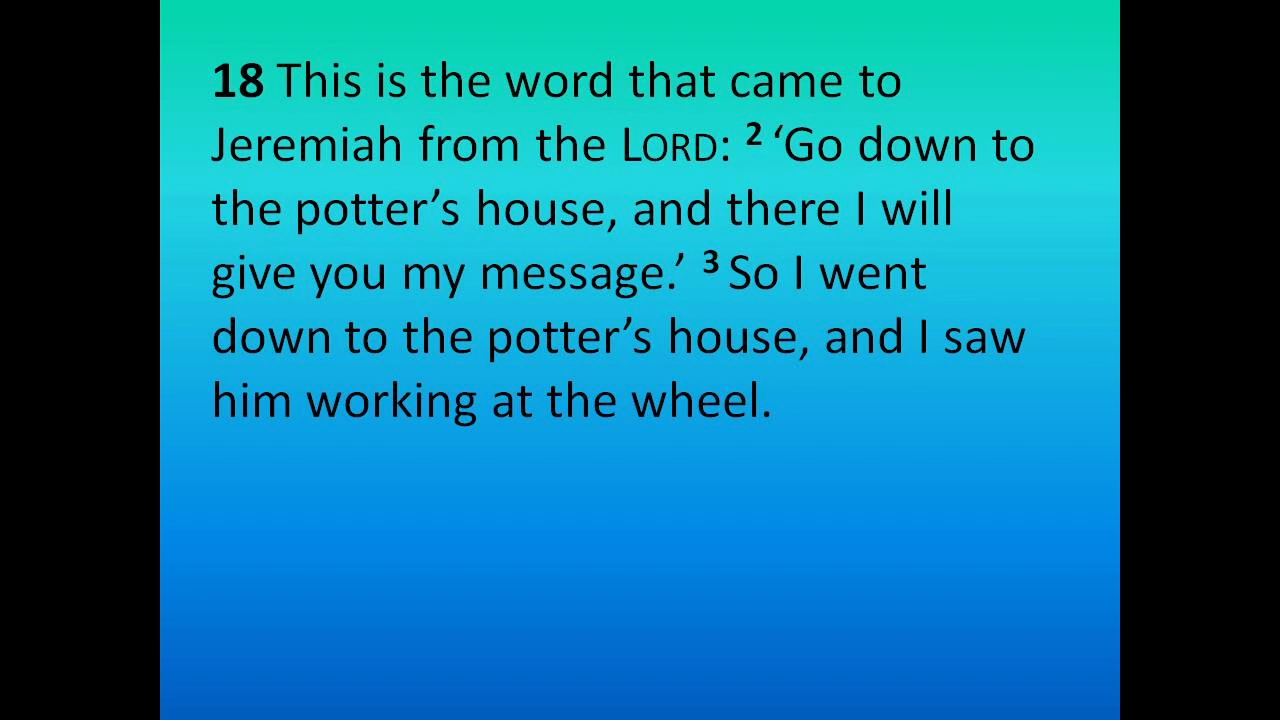 18 This is the word that came to
Jeremiah from the LORD: 2 ‘Go down to
the potter’s house, and there I will
give you my message.’ 3 So I went
down to the potter’s house, and I saw
him working at the wheel.